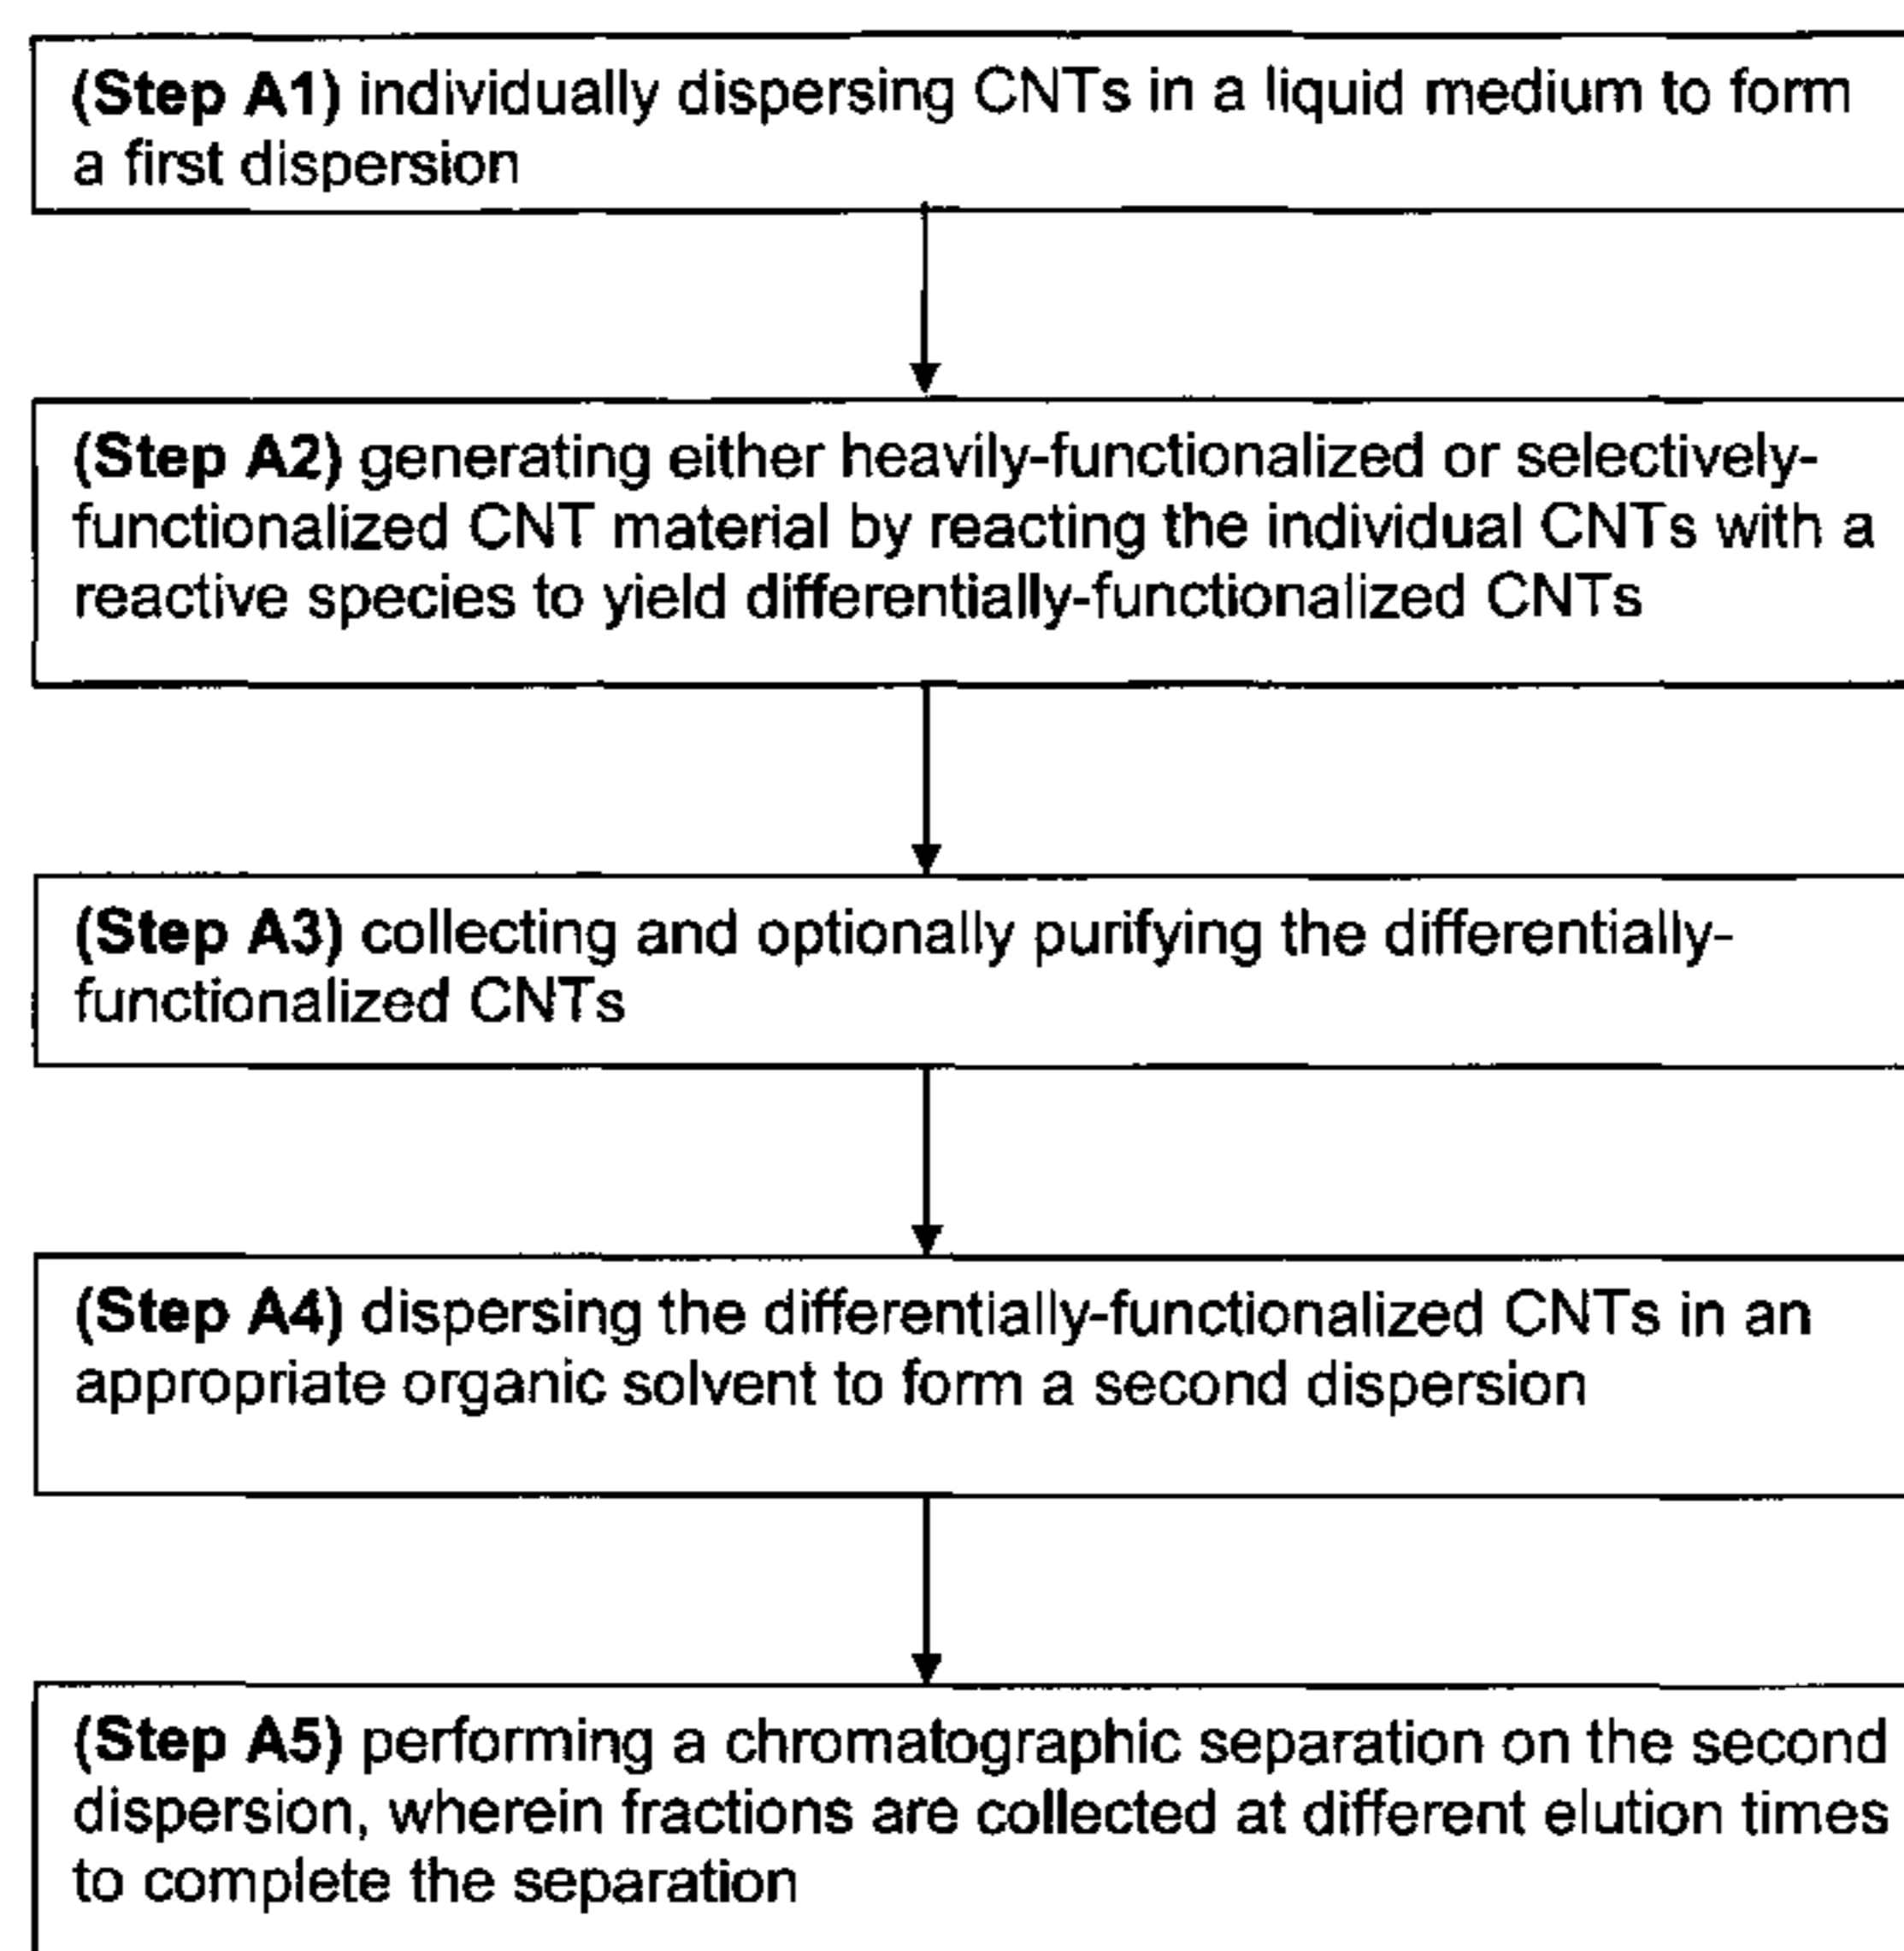 (Step A1) individually dispersing CNTs in a liquid medium to form
a first dispersion
(Step A2) generating either heavily-functionalized or selectively-
functionalized CNT material by reacting the individual CNTs with a
reactive species to yield differentially-functionalized CNTs
(Step A3) collecting and optionally purifying the differentially-
functionalized CNTs
(Step A4) dispersing the differentially-functionalized CNTs in an
appropriate organic solvent to form a second dispersion
(Step A5) performing a chromatographic separation on the second
dispersion, wherein fractions are collected at different elution times
to complete the separation